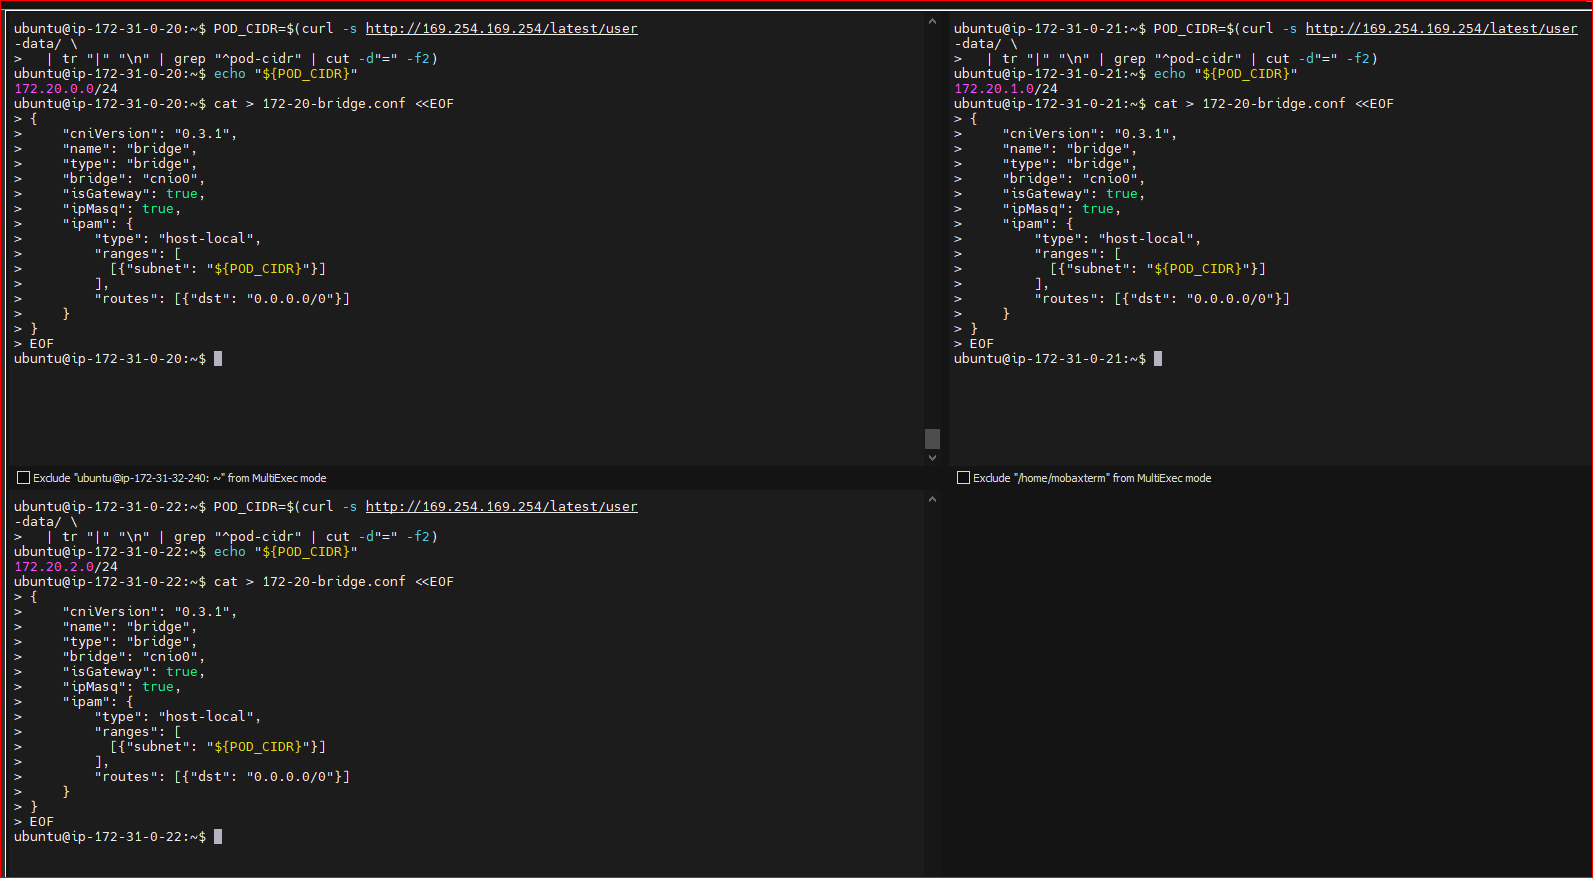 ubuntu@ip-172-31-0-20:~$ POD_CIDR=$(curl -s http://169.254.169.254/latest/user
-data/ \
>   | tr "|" "\n" | grep "^pod-cidr" | cut -d"=" -f2)
ubuntu@ip-172-31-0-20:~$ echo "${POD_CIDR}"
172.20.0.0/24
ubuntu@ip-172-31-0-20:~$ cat > 172-20-bridge.conf <<EOF
> {
>     "cniVersion": "0.3.1",
>     "name": "bridge",
>     "type": "bridge",
>     "bridge": "cnio0",
>     "isGateway": true,
>     "ipMasq": true,
>     "ipam": {
>         "type": "host-local",
>         "ranges": [
>           [{"subnet": "${POD_CIDR}"}]
>         ],
>         "routes": [{"dst": "0.0.0.0/0"}]
>     }
> }
> EOF
ubuntu@ip-172-31-0-20:~$
Exclude "ubuntu@ip-172-31-32-240: ~" from MultiExec mode
ubuntu@ip-172-31-0-21:~$ POD_CIDR=$(curl -s http://169.254.169.254/latest/user
-data/ \
>   | tr "|" "\n" | grep "^pod-cidr" | cut -d"=" -f2)
ubuntu@ip-172-31-0-21:~$ echo "${POD_CIDR}"
172.20.1.0/24
ubuntu@ip-172-31-0-21:~$ cat > 172-20-bridge.conf <<EOF
> {
>     "cniVersion": "0.3.1",
>     "name": "bridge",
>     "type": "bridge",
>     "bridge": "cnio0",
>     "isGateway": true,
>     "ipMasq": true,
>     "ipam": {
>         "type": "host-local",
>         "ranges": [
>           [{"subnet": "${POD_CIDR}"}]
>         ],
>         "routes": [{"dst": "0.0.0.0/0"}]
>     }
> }
> EOF
ubuntu@ip-172-31-0-21:~$
Exclude "/home/mobaxterm" from MultiExec mode
ubuntu@ip-172-31-0-22:~$ POD_CIDR=$(curl -s http://169.254.169.254/latest/user
-data/ \
>   | tr "|" "\n" | grep "^pod-cidr" | cut -d"=" -f2)
ubuntu@ip-172-31-0-22:~$ echo "${POD_CIDR}"
172.20.2.0/24
ubuntu@ip-172-31-0-22:~$ cat > 172-20-bridge.conf <<EOF
> {
>     "cniVersion": "0.3.1",
>     "name": "bridge",
>     "type": "bridge",
>     "bridge": "cnio0",
>     "isGateway": true,
>     "ipMasq": true,
>     "ipam": {
>         "type": "host-local",
>         "ranges": [
>           [{"subnet": "${POD_CIDR}"}]
>         ],
>         "routes": [{"dst": "0.0.0.0/0"}]
>     }
> }
> EOF
ubuntu@ip-172-31-0-22:~$